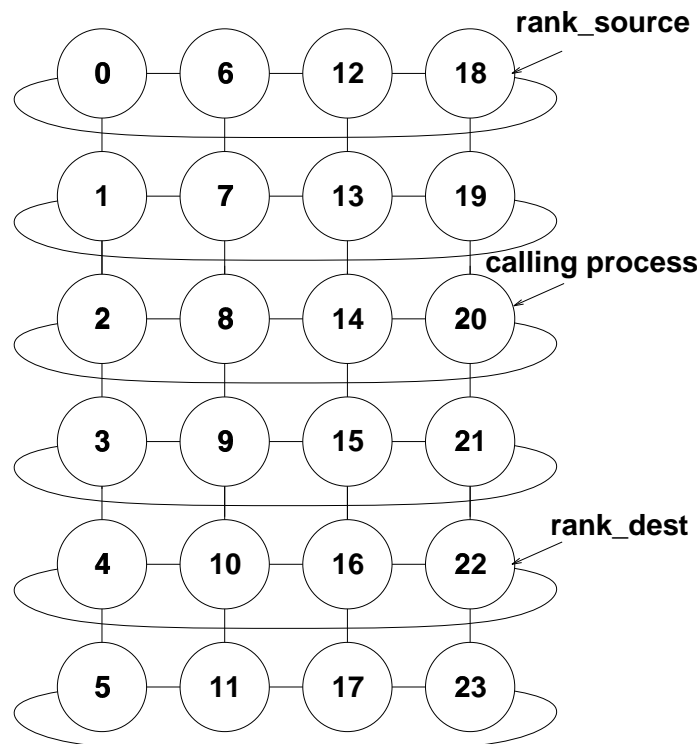 rank_source
0 6 12 18
1 7 13 19
calling process
2 8 14 20
3 9 15 21
rank_dest
4 10 16 22
5 11 17 23